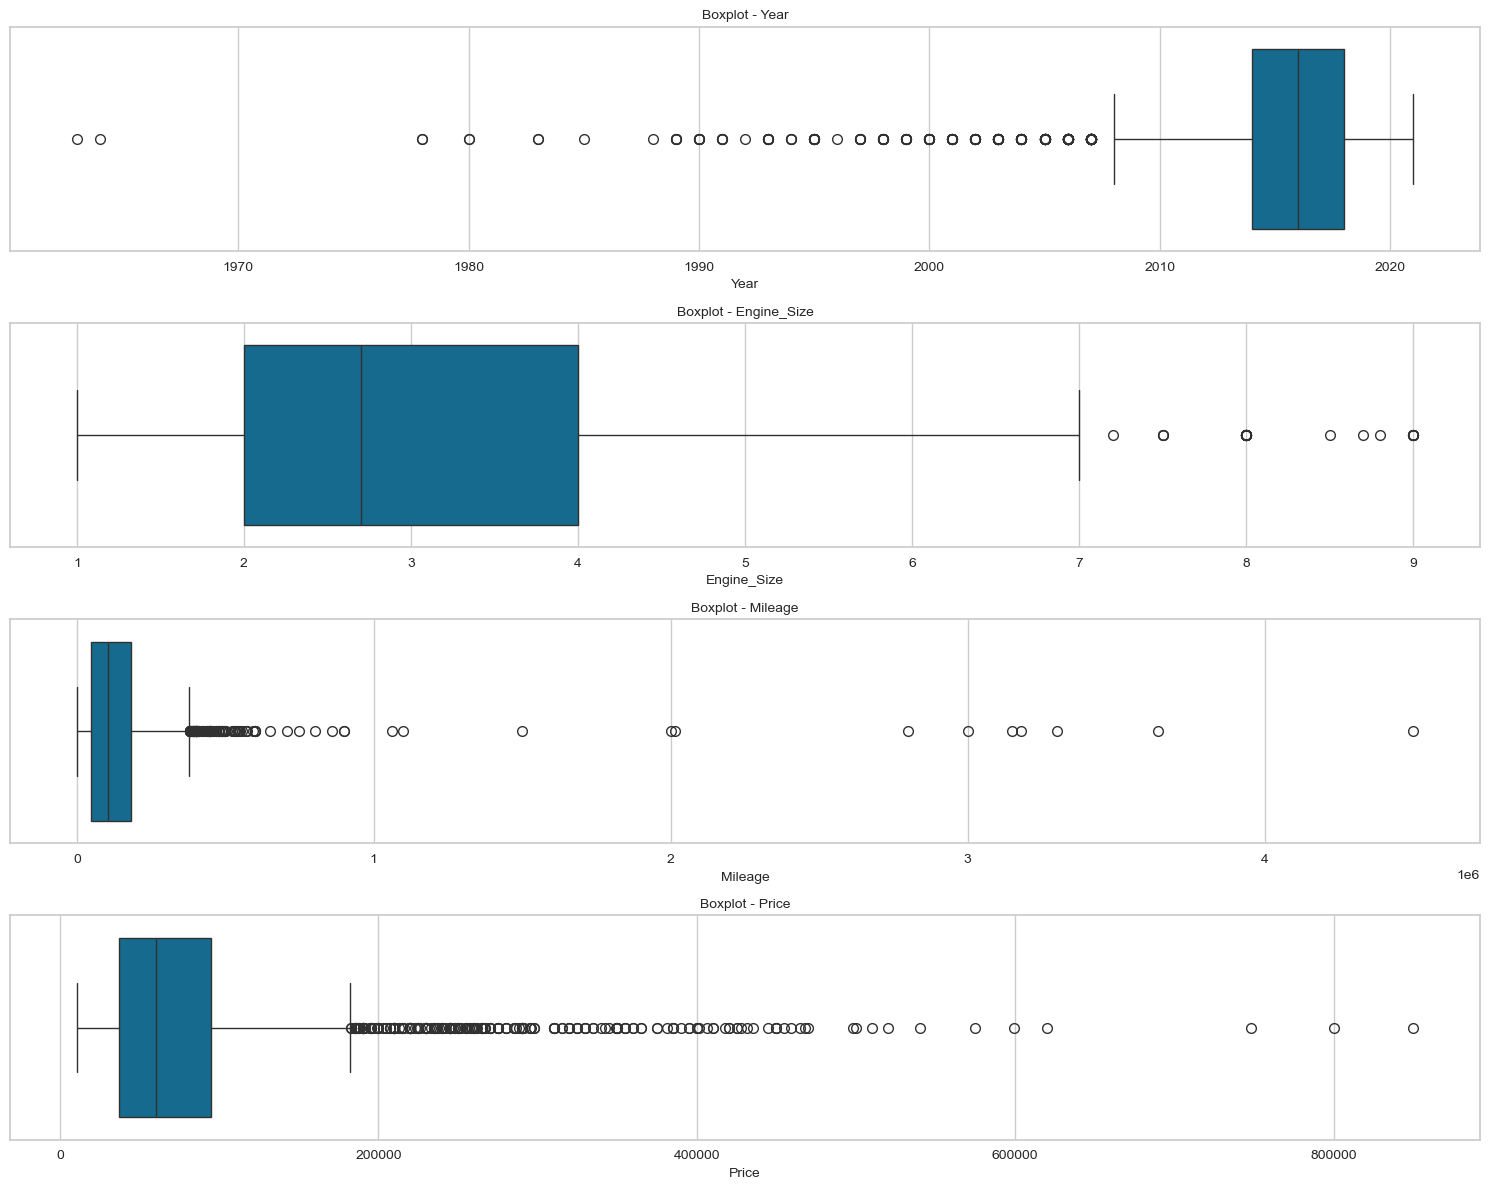 Boxplot - Year
1970 1980 1990 2000 2010 2020
Year
Boxplot - Engine_Size
1 2 3 4 5 6 7 8 9
Engine_Size
Boxplot - Mileage
0 1 2 3 4
Mileage
1e6
Boxplot - Price
0 200000 400000 600000 800000
Price